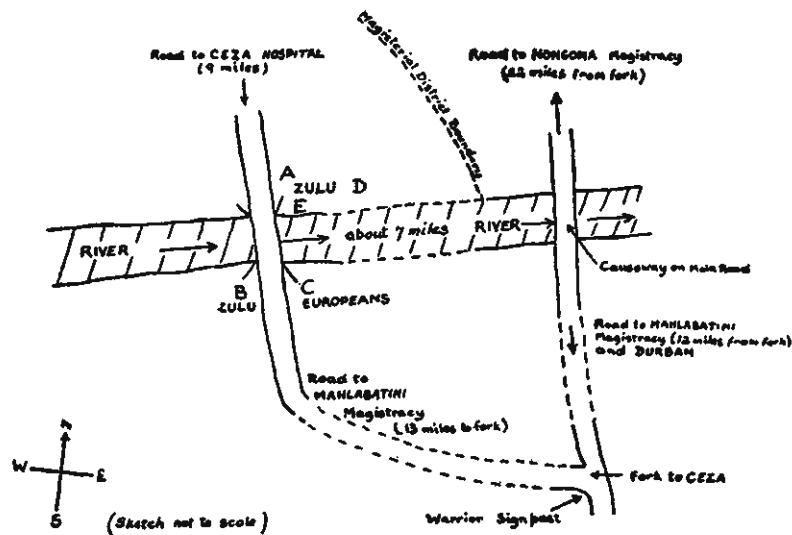 Road to CEZA HOSPITAL
(9 miles)
Magisterial District Boundary
Road to NONGOMA Magistracy
(22 miles from fork)
A
ZULU D
E
RIVER
about 7 miles
RIVER
B
ZULU
C
EUROPEANS
Causeway on Main Road
Road to MAHLABATINI
Magistracy (12 miles from fork)
and DURBAN
Road to
MAHLABATINI
Magistracy
(13 miles to fork)
N
W
E
S
Fork to CEZA
(Sketch not to scale)
Warrior Signpost